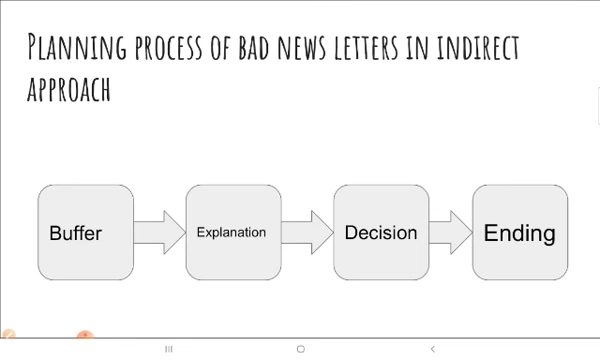 Planning process of bad news letters in indirect
approach
Buffer
Explanation
Decision
Ending